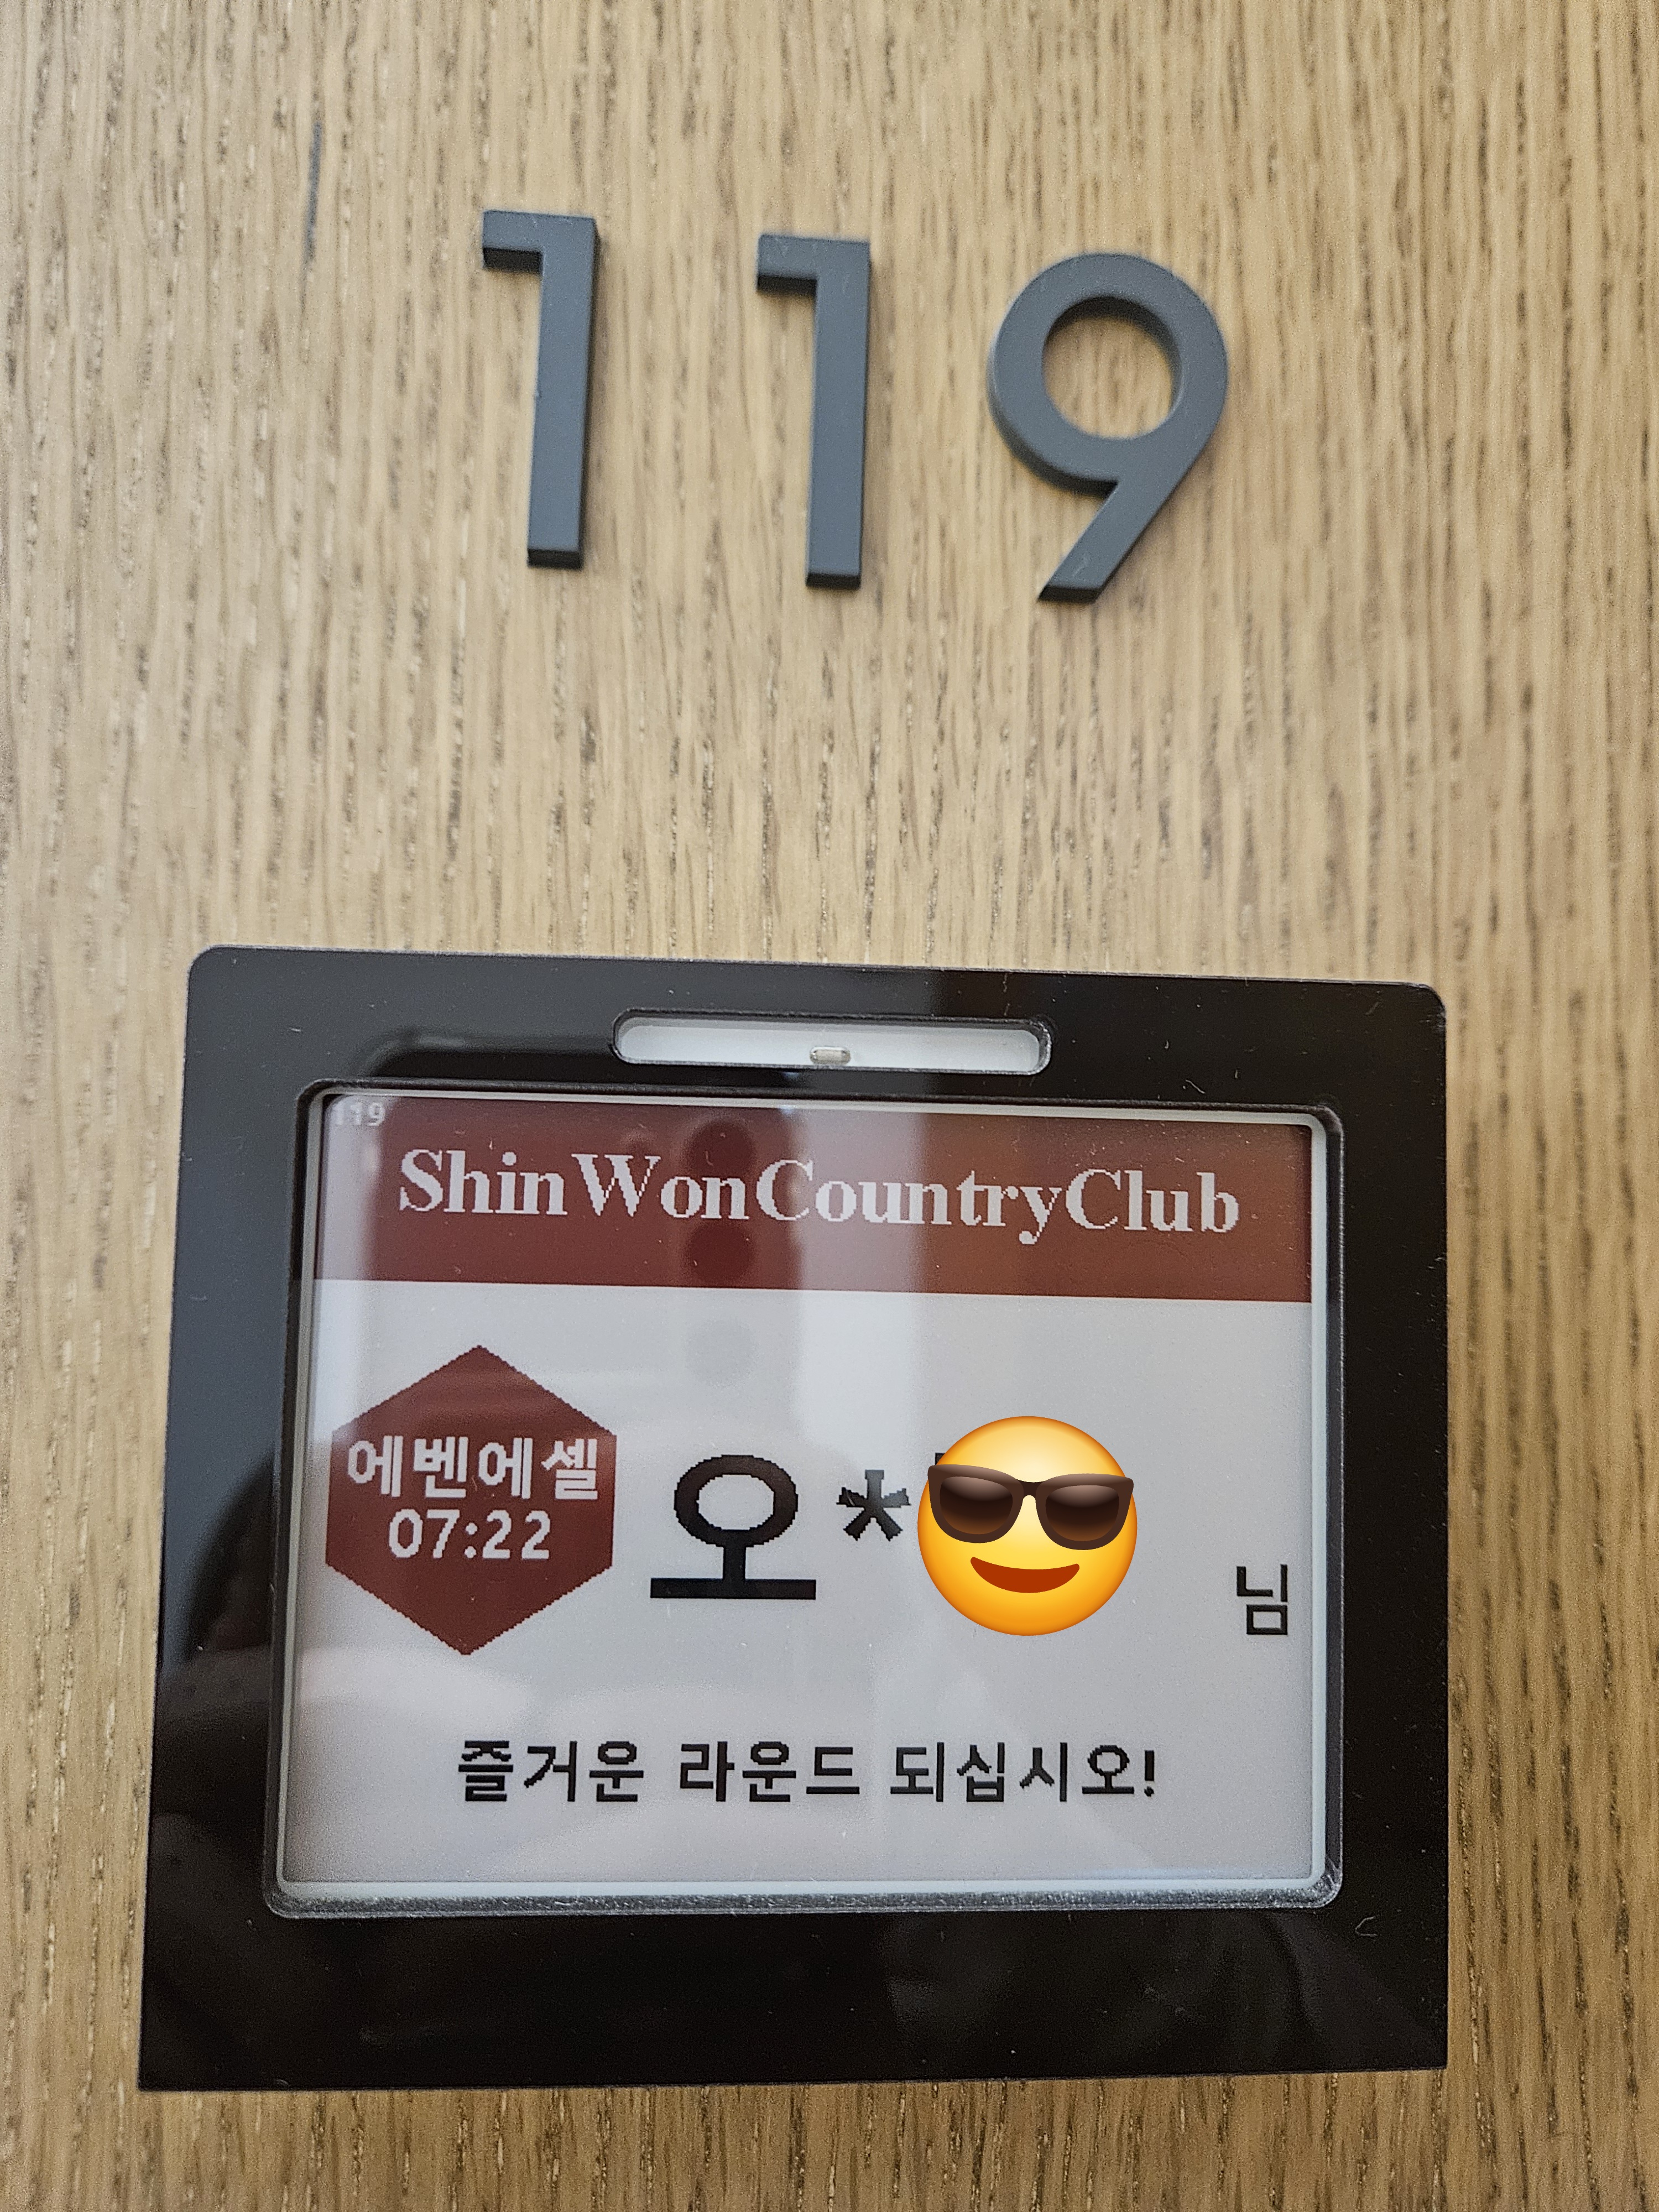 119
119
ShinWonCountryClub
에벤에셀
07:22
오*
님
즐거운 라운드 되십시오!